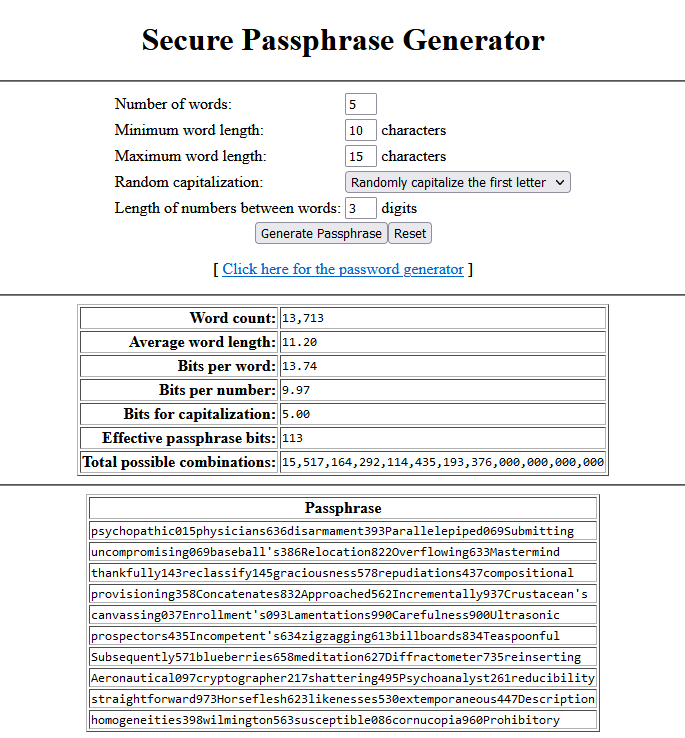 Secure Passphrase Generator
Number of words: 5
Minimum word length: 10 characters
Maximum word length: 15 characters
Random capitalization: Randomly capitalize the first letter
Length of numbers between words: 3 digits
Generate Passphrase Reset
[ Click here for the password generator ]
Word count: 13,713
Average word length: 11.20
Bits per word: 13.74
Bits per number: 9.97
Bits for capitalization: 5.00
Effective passphrase bits: 113
Total possible combinations: 15,517,164,292,114,435,193,376,000,000,000,000
Passphrase
psychopathic015physicians636disarmament393Parallelepiped069Submitting
uncompromising069baseball's386Relocation822Overflowing633Mastermind
thankfully143reclassify145graciousness578repudiations437compositional
provisioning358Concatenates832Approached562Incrementally937Crustacean's
canvassing037Enrollment's093Lamentations990Carefulness900Ultrasonic
prospectors435Incompetent's634zigzagging613billboards834Teaspoonful
Subsequently571blueberries658meditation627Diffractometer735reinserting
Aeronautical097cryptographer217shattering495Psychoanalyst261reducibility
straightforward973Horseflesh623likenesses530extemporaneous447Description
homogeneities398wilmington563susceptible086cornucopia960Prohibitory